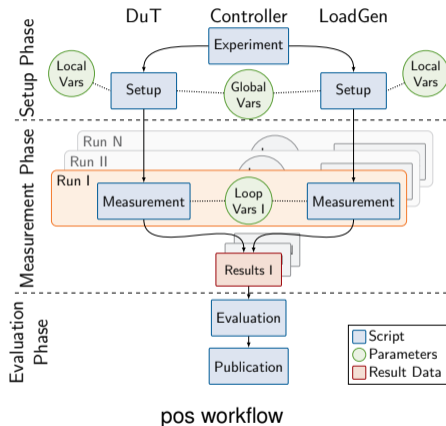 DuT Controller LoadGen
Setup Phase
Experiment
Local
Vars
Setup
Global
Vars
Setup
Local
Vars
Measurement Phase
Run N
Run II
Run I
Measurement
Loop
Vars I
Measurement
Results I
Evaluation
Phase
Evaluation
Publication
Script
Parameters
Result Data
pos workflow